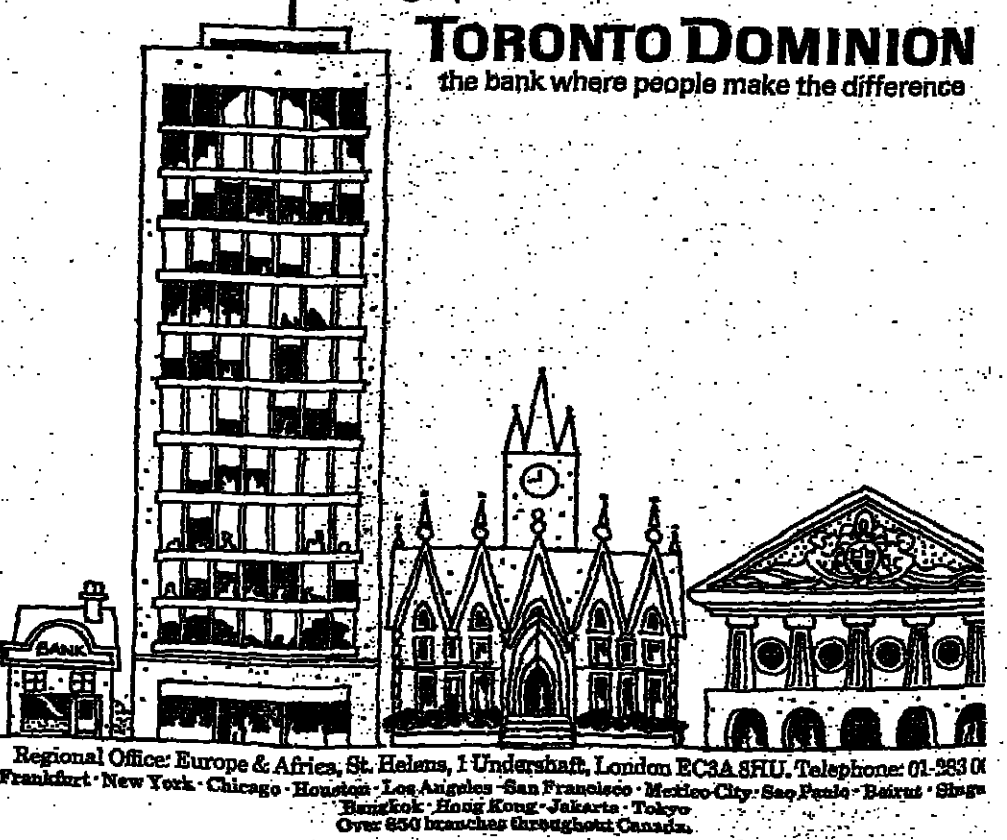 TORONTO DOMINION
the bank where people make the difference
BANK
Regional Office: Europe & Africa, St. Helens, 1 Undershaft, London EC3A 8HU. Telephone: 01-283 0
Frankfurt · New York · Chicago · Houston · Los Angeles · San Francisco · Mexico City · Sao Paulo · Beirut ·
Bangkok · Hong Kong · Jakarta · Tokyo
Over 850 branches throughout Canada.